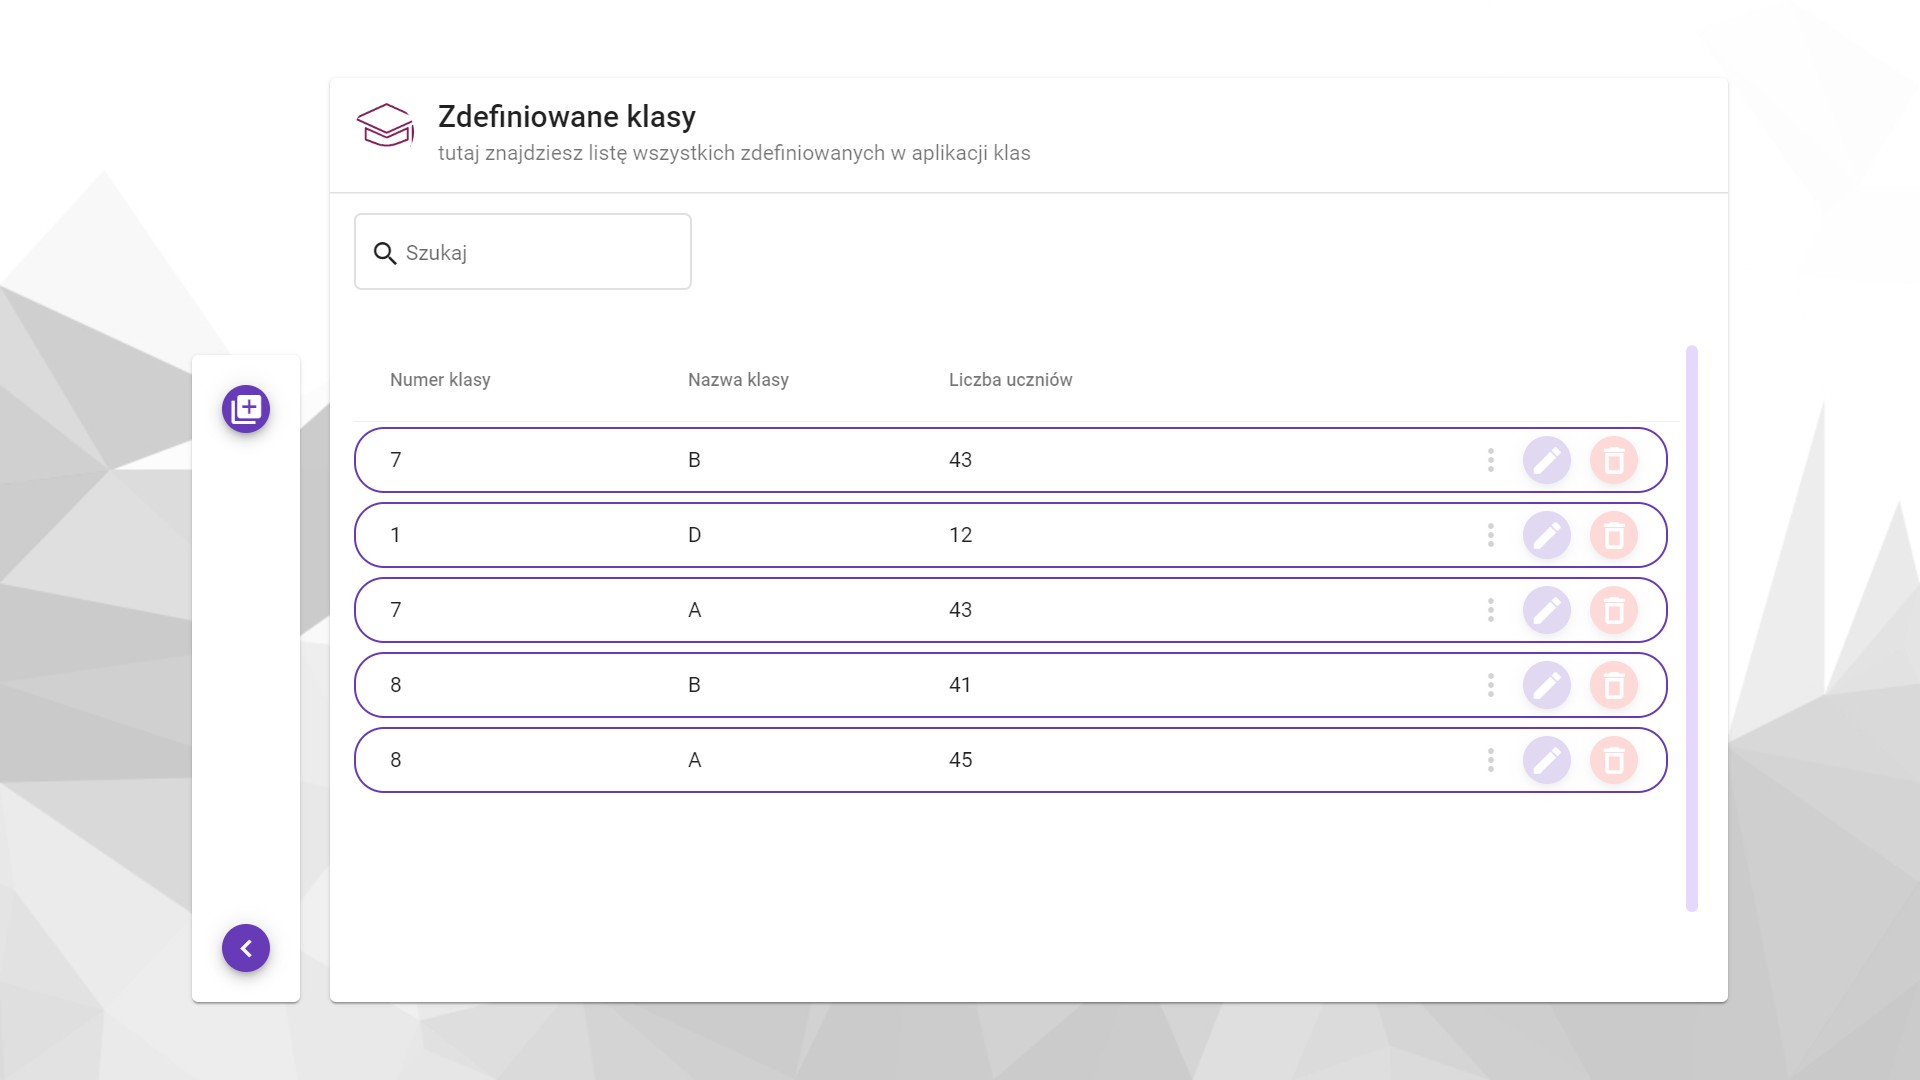 Zdefiniowane klasy
tutaj znajdziesz listę wszystkich zdefiniowanych w aplikacji klas
Szukaj
Numer klasy Nazwa klasy Liczba uczniów
7 B 43
1 D 12
7 A 43
8 B 41
8 A 45